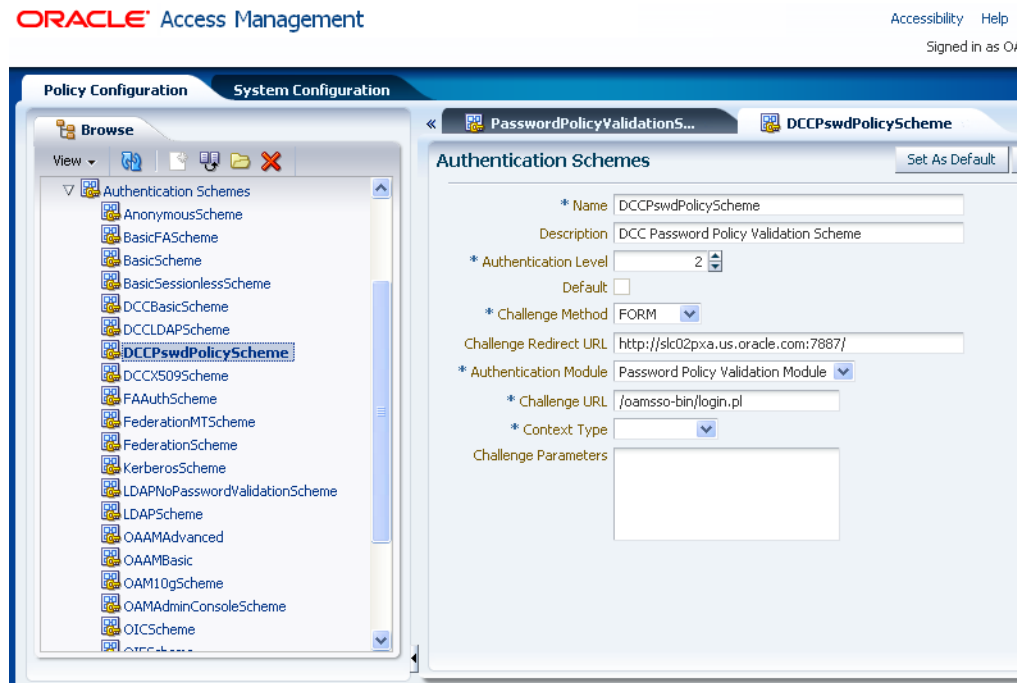 ORACLE Access Management
Accessibility Help
Signed in as OA
Policy Configuration System Configuration
Browse
View
Authentication Schemes
AnonymousScheme
BasicFAScheme
BasicScheme
BasicSessionlessScheme
DCCBasicScheme
DCCLDAPScheme
DCCPswdPolicyScheme
DCCX509Scheme
FAAuthScheme
FederationMTScheme
FederationScheme
KerberosScheme
LDAPNoPasswordValidationScheme
LDAPScheme
OAAMAdvanced
OAAMBasic
OAM10gScheme
OAMAdminConsoleScheme
OICScheme
« PasswordPolicyValidationS... DCCPswdPolicyScheme
Authentication Schemes Set As Default
* Name DCCPswdPolicyScheme
Description DCC Password Policy Validation Scheme
* Authentication Level 2
Default
* Challenge Method FORM
Challenge Redirect URL http://slc02pxa.us.oracle.com:7887/
* Authentication Module Password Policy Validation Module
* Challenge URL /oamsso-bin/login.pl
* Context Type
Challenge Parameters